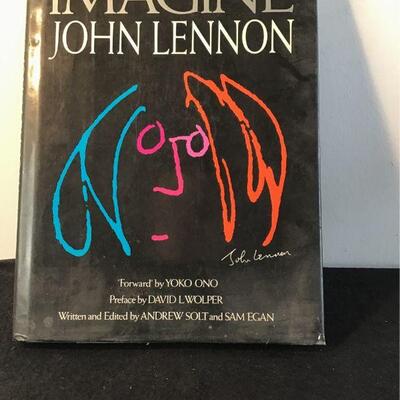 IMAGINE
JOHN LENNON
John Lennon
'Forward' by YOKO ONO
Preface by DAVID L. WOLPER
Written and Edited by ANDREW SOLT and SAM EGAN